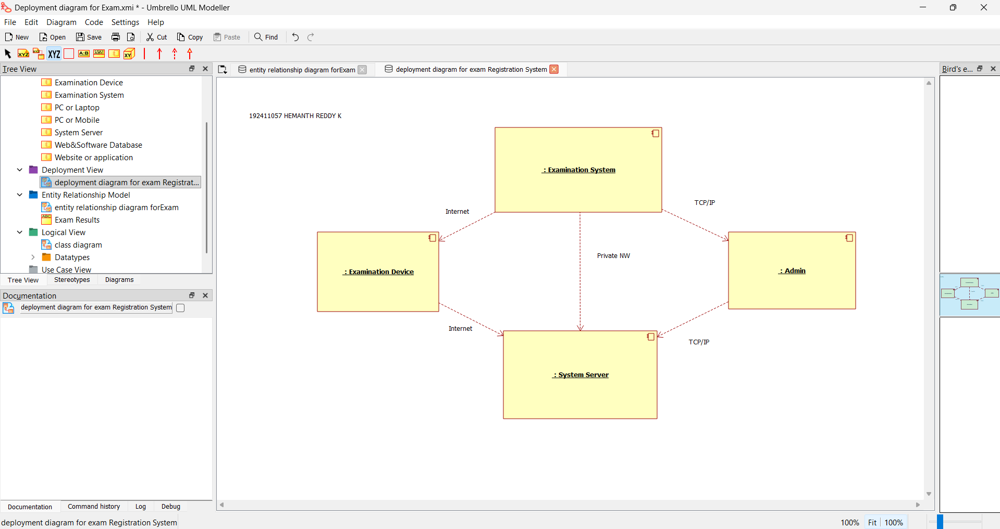 Deployment diagram for Exam.xmi * - Umbrello UML Modeller
File Edit Diagram Code Settings Help
New Open Save Cut Copy Paste Find
XYZ XYZ XYZ A:B ABC XY
Tree View
Examination Device
Examination System
PC or Laptop
PC or Mobile
System Server
Web&Software Database
Website or application
Deployment View
deployment diagram for exam Registrat...
Entity Relationship Model
entity relationship diagram forExam
ABC
Exam Results
Logical View
class diagram
Datatypes
Use Case View
Tree View Stereotypes Diagrams
Documentation
deployment diagram for exam Registration System
Documentation Command history Log Debug
entity relationship diagram forExam
deployment diagram for exam Registration System
192411057 HEMANTH REDDY K
: Examination System
Internet
TCP/IP
: Examination Device
Private NW
: Admin
Internet
TCP/IP
: System Server
Bird's e...
deployment diagram for exam Registration System
100% Fit 100%